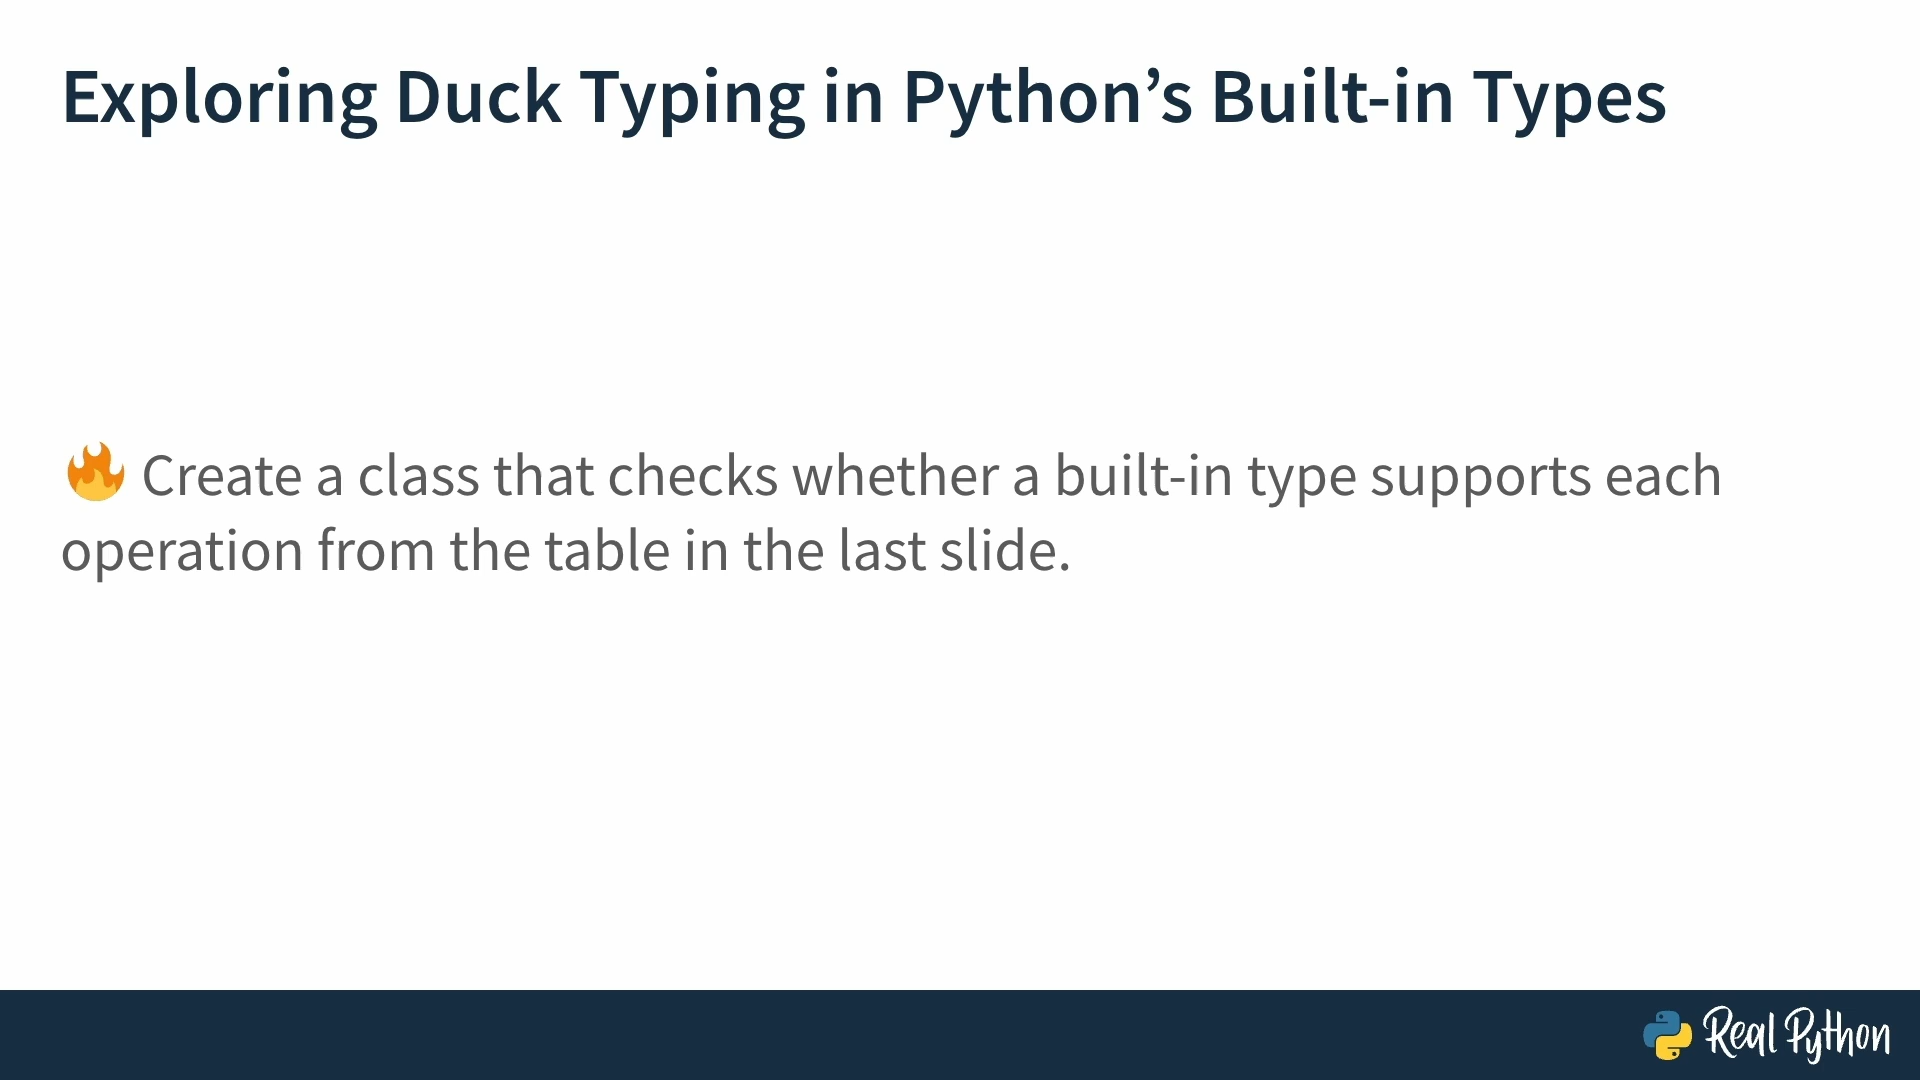 Exploring Duck Typing in Python’s Built-in Types
🔥 Create a class that checks whether a built-in type supports each
operation from the table in the last slide.
Real Python